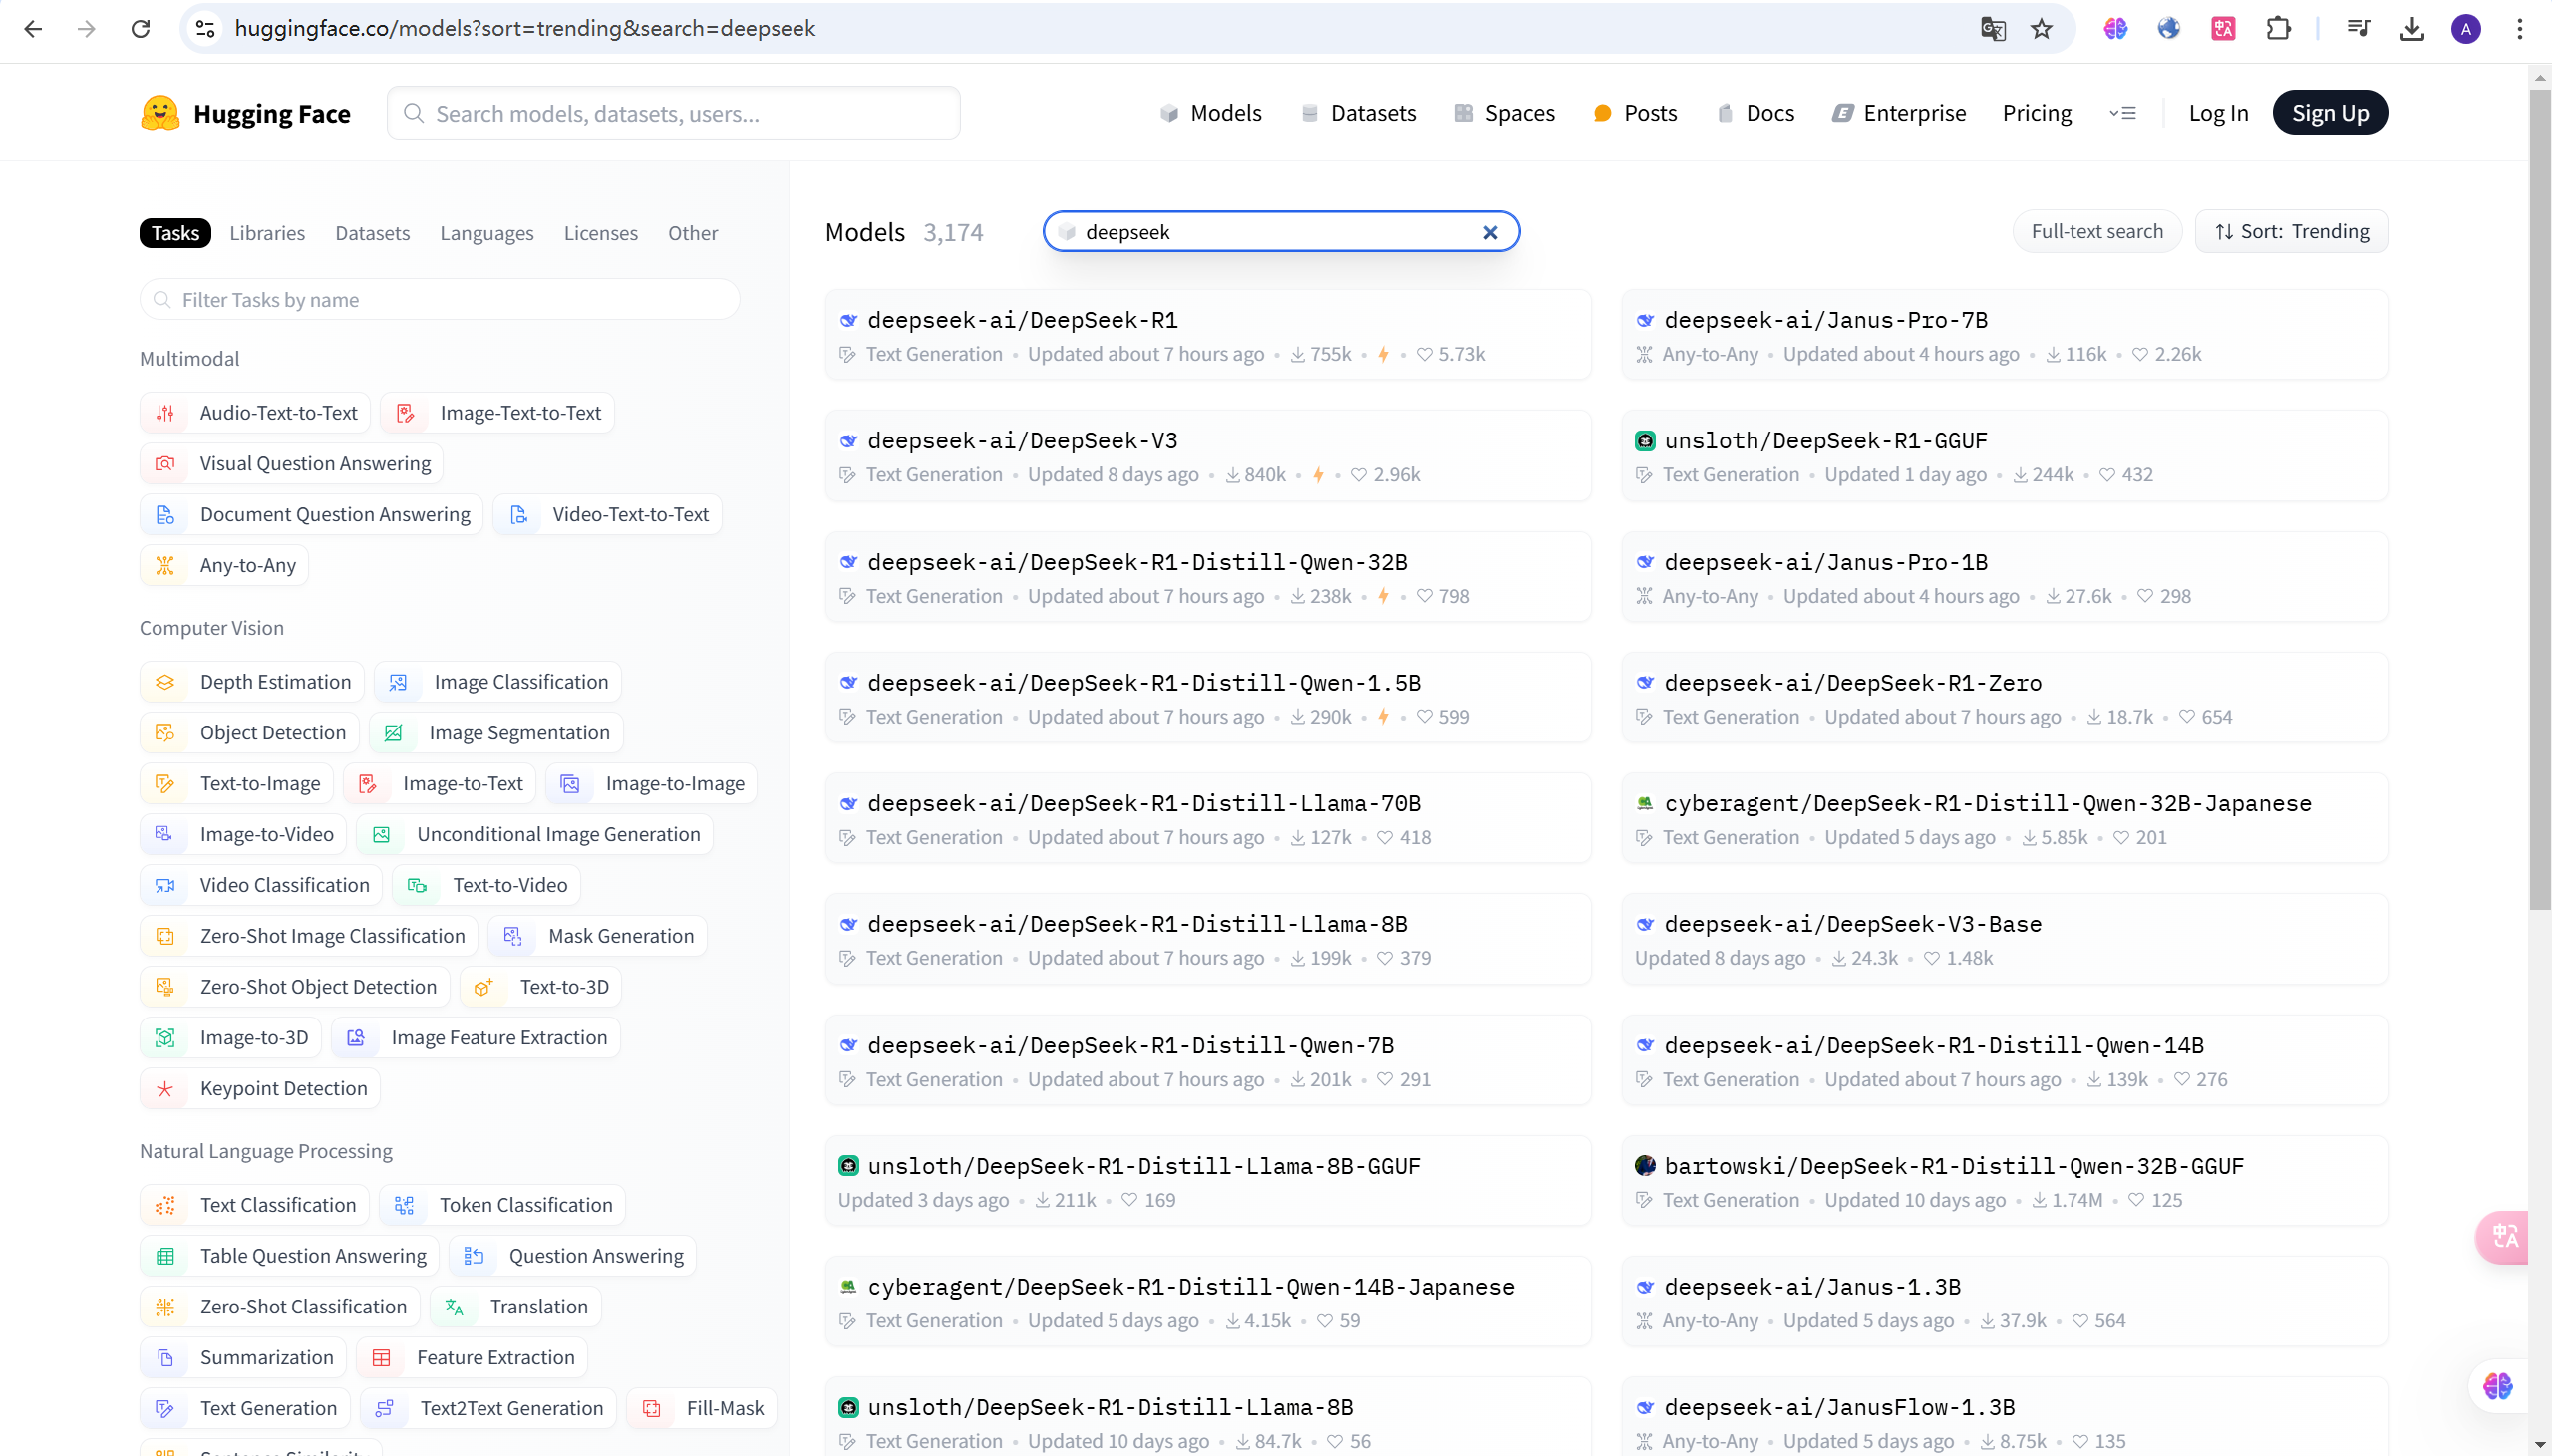 huggingface.co/models?sort=trending&search=deepseek
A
Hugging Face
Search models, datasets, users...
Models
Datasets
Spaces
Posts
Docs
Enterprise
Pricing
Log In
Sign Up
Tasks Libraries Datasets Languages Licenses Other
Filter Tasks by name
Multimodal
Audio-Text-to-Text Image-Text-to-Text
Visual Question Answering
Document Question Answering Video-Text-to-Text
Any-to-Any
Computer Vision
Depth Estimation Image Classification
Object Detection Image Segmentation
Text-to-Image Image-to-Text Image-to-Image
Image-to-Video Unconditional Image Generation
Video Classification Text-to-Video
Zero-Shot Image Classification Mask Generation
Zero-Shot Object Detection Text-to-3D
Image-to-3D Image Feature Extraction
Keypoint Detection
Natural Language Processing
Text Classification Token Classification
Table Question Answering Question Answering
Zero-Shot Classification Translation
Summarization Feature Extraction
Text Generation Text2Text Generation Fill-Mask
Models 3,174
deepseek
Full-text search
Sort: Trending
deepseek-ai/DeepSeek-R1
Text Generation • Updated about 7 hours ago • 755k • 5.73k
deepseek-ai/Janus-Pro-7B
Any-to-Any • Updated about 4 hours ago • 116k • 2.26k
deepseek-ai/DeepSeek-V3
Text Generation • Updated 8 days ago • 840k • 2.96k
unsloth/DeepSeek-R1-GGUF
Text Generation • Updated 1 day ago • 244k • 432
deepseek-ai/DeepSeek-R1-Distill-Qwen-32B
Text Generation • Updated about 7 hours ago • 238k • 798
deepseek-ai/Janus-Pro-1B
Any-to-Any • Updated about 4 hours ago • 27.6k • 298
deepseek-ai/DeepSeek-R1-Distill-Qwen-1.5B
Text Generation • Updated about 7 hours ago • 290k • 599
deepseek-ai/DeepSeek-R1-Zero
Text Generation • Updated about 7 hours ago • 18.7k • 654
deepseek-ai/DeepSeek-R1-Distill-Llama-70B
Text Generation • Updated about 7 hours ago • 127k • 418
cyberagent/DeepSeek-R1-Distill-Qwen-32B-Japanese
Text Generation • Updated 5 days ago • 5.85k • 201
deepseek-ai/DeepSeek-R1-Distill-Llama-8B
Text Generation • Updated about 7 hours ago • 199k • 379
deepseek-ai/DeepSeek-V3-Base
Updated 8 days ago • 24.3k • 1.48k
deepseek-ai/DeepSeek-R1-Distill-Qwen-7B
Text Generation • Updated about 7 hours ago • 201k • 291
deepseek-ai/DeepSeek-R1-Distill-Qwen-14B
Text Generation • Updated about 7 hours ago • 139k • 276
unsloth/DeepSeek-R1-Distill-Llama-8B-GGUF
Updated 3 days ago • 211k • 169
bartowski/DeepSeek-R1-Distill-Qwen-32B-GGUF
Text Generation • Updated 10 days ago • 1.74M • 125
cyberagent/DeepSeek-R1-Distill-Qwen-14B-Japanese
Text Generation • Updated 5 days ago • 4.15k • 59
deepseek-ai/Janus-1.3B
Any-to-Any • Updated 5 days ago • 37.9k • 564
unsloth/DeepSeek-R1-Distill-Llama-8B
Text Generation • Updated 10 days ago • 84.7k • 56
deepseek-ai/JanusFlow-1.3B
Any-to-Any • Updated 5 days ago • 8.75k • 135